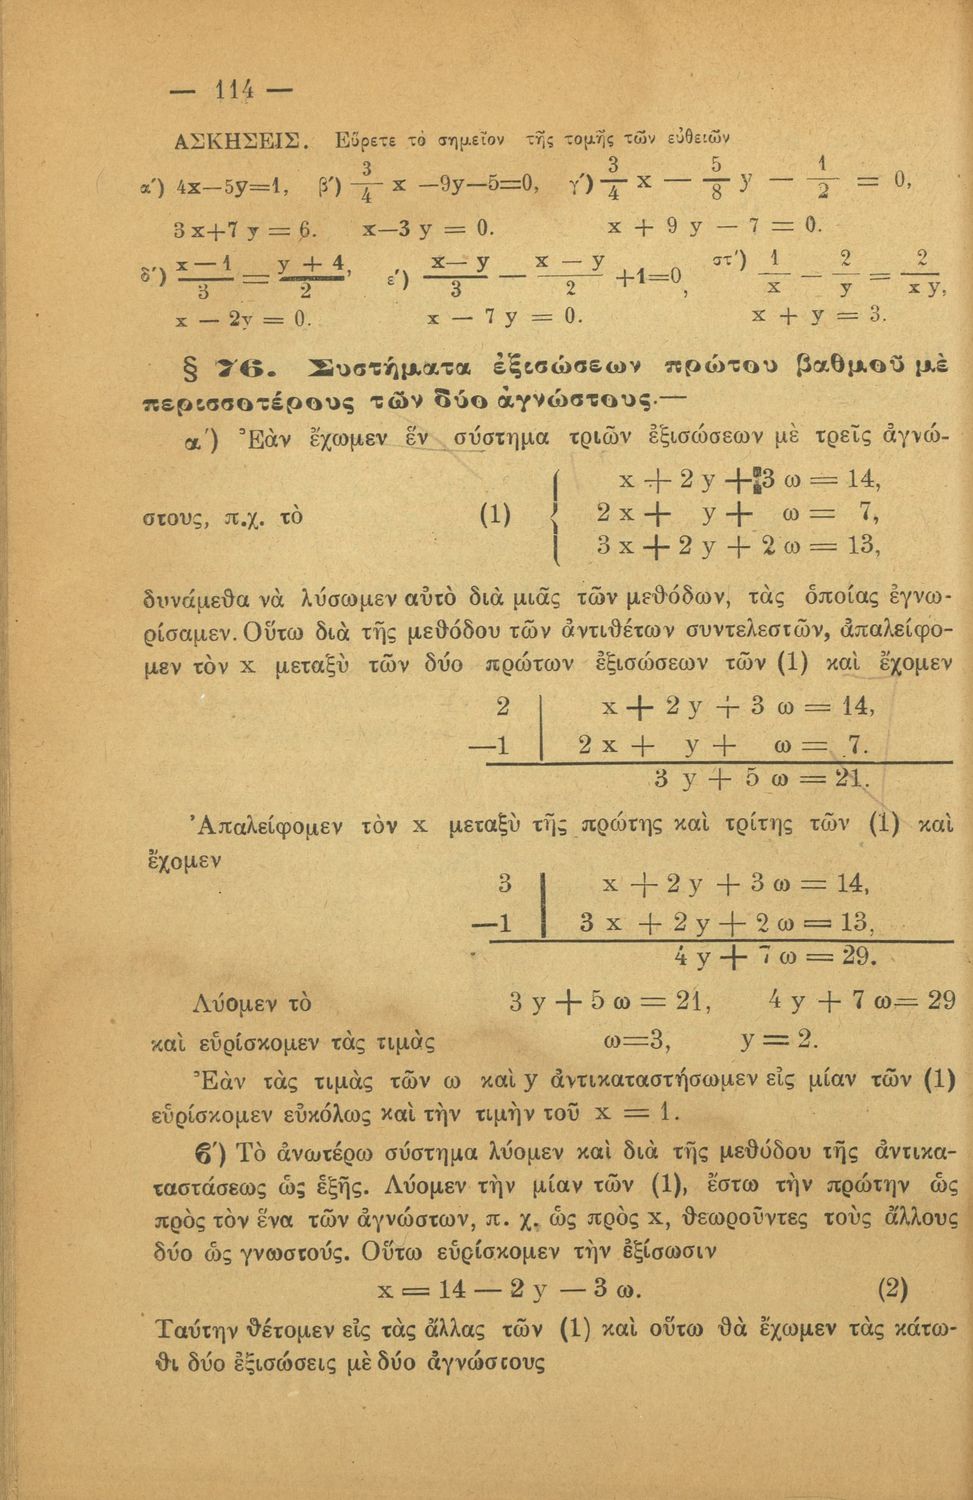 — 114 —
ΑΣΚΗΣΕΙΣ. Εὕρετε τὸ σημεῖον τῆς τομῆς τῶν εὐθειῶν
α') 4x—5y=1, β') 3/4 x —9y—5=0, γ') 3/4 x — 5/8 y — 1/2 = 0,
3x+7y = 6. x—3y = 0. x + 9y — 7 = 0.
δ') x—1/3 = y+4/2, ε') x—y/3 — x—y/2 +1=0, στ') 1/x — 2/y = 2/xy,
x — 2y = 0. x — 7y = 0. x + y = 3.
§ 76. Συστήματα ἐξισώσεων πρώτου βαθμοῦ μὲ
περισσοτέρους τῶν δύο ἀγνώστους.—
α') Ἐὰν ἔχωμεν ἓν σύστημα τριῶν ἐξισώσεων μὲ τρεῖς ἀγνώ-
x + 2y + 3ω = 14,
στους, π.χ. τὸ (1) { 2x + y + ω = 7,
3x + 2y + 2ω = 13,
δυνάμεθα νὰ λύσωμεν αὐτὸ διὰ μιᾶς τῶν μεθόδων, τὰς ὁποίας ἐγνω-
ρίσαμεν. Οὕτω διὰ τῆς μεθόδου τῶν ἀντιθέτων συντελεστῶν, ἀπαλείφο-
μεν τὸν x μεταξὺ τῶν δύο πρώτων ἐξισώσεων τῶν (1) καὶ ἔχομεν
2 | x + 2y + 3ω = 14,
—1 | 2x + y + ω = 7.
3y + 5ω = 21.
Ἀπαλείφομεν τὸν x μεταξὺ τῆς πρώτης καὶ τρίτης τῶν (1) καὶ
ἔχομεν
3 | x + 2y + 3ω = 14,
—1 | 3x + 2y + 2ω = 13,
4y + 7ω = 29.
Λύομεν τὸ 3y + 5ω = 21, 4y + 7ω = 29
καὶ εὑρίσκομεν τὰς τιμὰς ω=3, y = 2.
Ἐὰν τὰς τιμὰς τῶν ω καὶ y ἀντικαταστήσωμεν εἰς μίαν τῶν (1)
εὑρίσκομεν εὐκόλως καὶ τὴν τιμὴν τοῦ x = 1.
ϐ') Τὸ ἀνωτέρω σύστημα λύομεν καὶ διὰ τῆς μεθόδου τῆς ἀντικα-
ταστάσεως ὡς ἑξῆς. Λύομεν τὴν μίαν τῶν (1), ἔστω τὴν πρώτην ὡς
πρὸς τὸν ἕνα τῶν ἀγνώστων, π. χ. ὡς πρὸς x, θεωροῦντες τοὺς ἄλλους
δύο ὡς γνωστούς. Οὕτω εὑρίσκομεν τὴν ἐξίσωσιν
x = 14 — 2y — 3ω. (2)
Ταύτην θέτομεν εἰς τὰς ἄλλας τῶν (1) καὶ οὕτω θὰ ἔχωμεν τὰς κάτω-
θι δύο ἐξισώσεις μὲ δύο ἀγνώστους